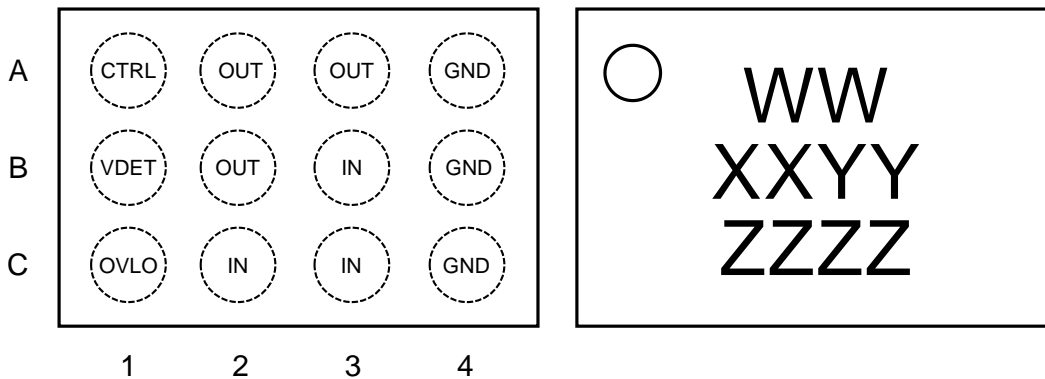 A CTRL OUT OUT GND
B VDET OUT IN GND
C OVLO IN IN GND
1 2 3 4
WW
XXYY
ZZZZ